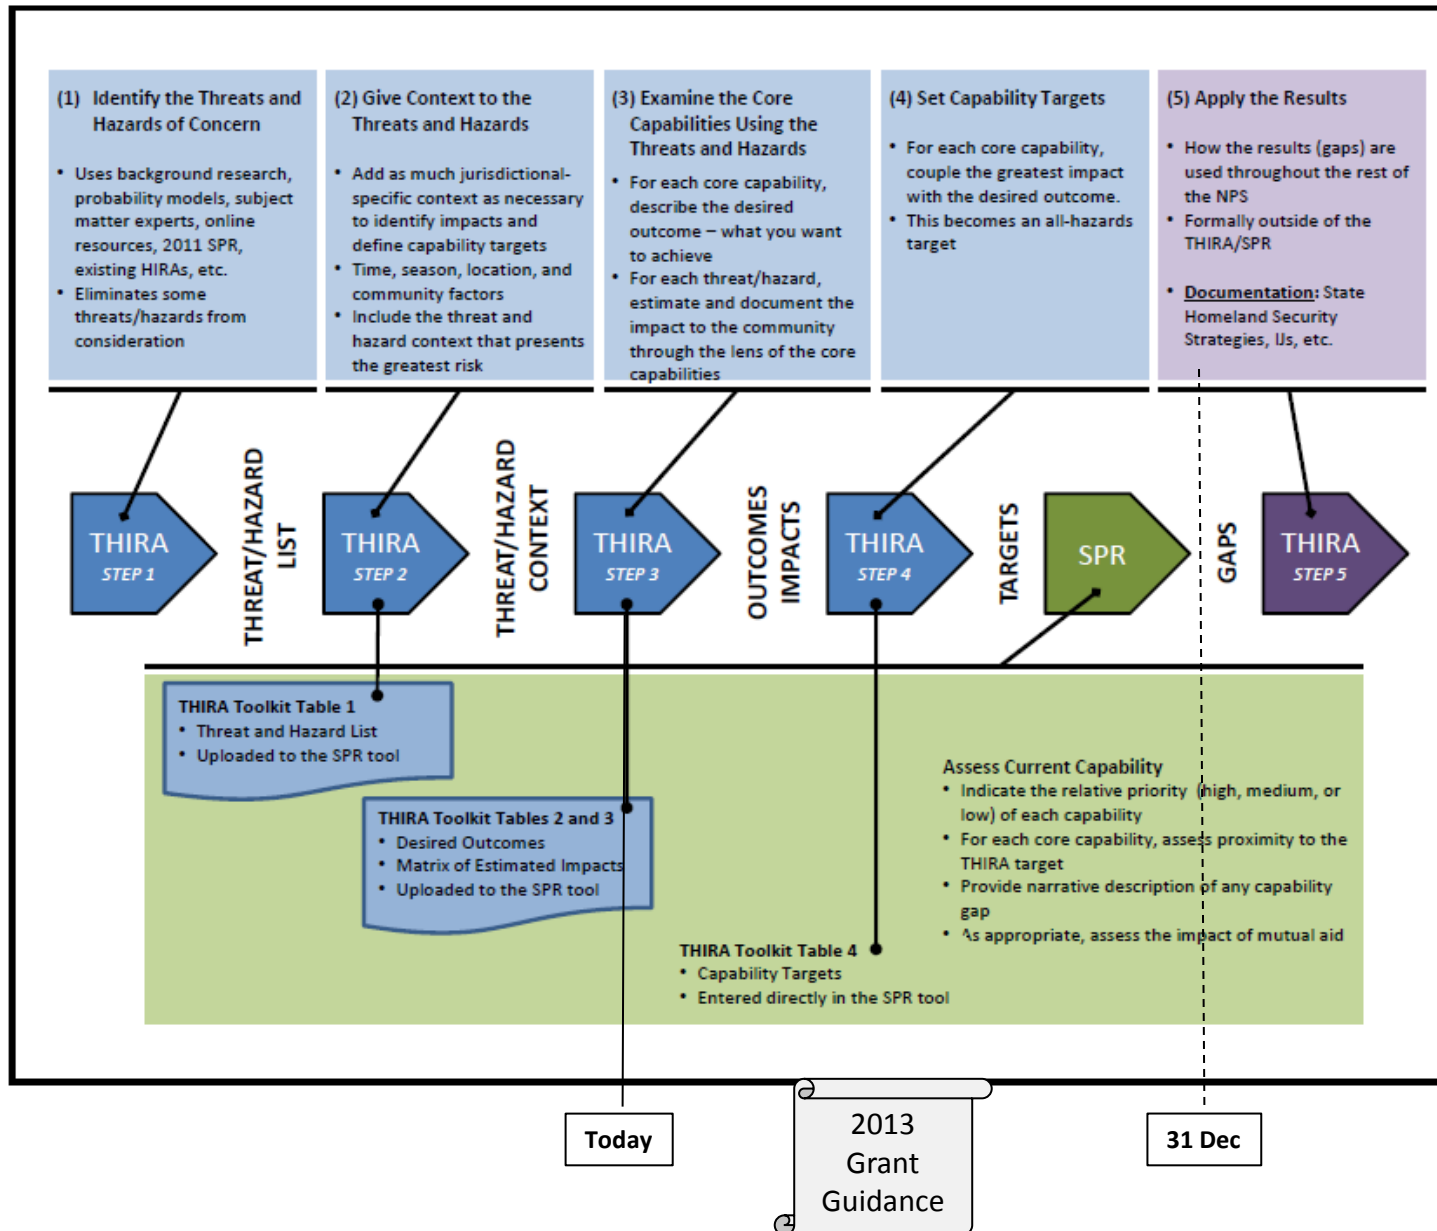 (1) Identify the Threats and
Hazards of Concern
• Uses background research,
probability models, subject
matter experts, online
resources, 2011 SPR,
existing HIRAs, etc.
• Eliminates some
threats/hazards from
consideration
(2) Give Context to the
Threats and Hazards
• Add as much jurisdictional-
specific context as necessary
to identify impacts and
define capability targets
• Time, season, location, and
community factors
• Include the threat and
hazard context that presents
the greatest risk
(3) Examine the Core
Capabilities Using the
Threats and Hazards
• For each core capability,
describe the desired
outcome – what you want
to achieve
• For each threat/hazard,
estimate and document the
impact to the community
through the lens of the core
capabilities
(4) Set Capability Targets
• For each core capability,
couple the greatest impact
with the desired outcome.
• This becomes an all-hazards
target
(5) Apply the Results
• How the results (gaps) are
used throughout the rest of
the NPS
• Formally outside of the
THIRA/SPR
• Documentation: State
Homeland Security
Strategies, IJs, etc.
THIRA
STEP 1
THREAT/HAZARD
LIST
THIRA
STEP 2
THREAT/HAZARD
CONTEXT
THIRA
STEP 3
OUTCOMES
IMPACTS
THIRA
STEP 4
TARGETS
SPR
GAPS
THIRA
STEP 5
THIRA Toolkit Table 1
• Threat and Hazard List
• Uploaded to the SPR tool
THIRA Toolkit Tables 2 and 3
• Desired Outcomes
• Matrix of Estimated Impacts
• Uploaded to the SPR tool
THIRA Toolkit Table 4
• Capability Targets
• Entered directly in the SPR tool
Assess Current Capability
• Indicate the relative priority (high, medium, or
low) of each capability
• For each core capability, assess proximity to the
THIRA target
• Provide narrative description of any capability
gap
• As appropriate, assess the impact of mutual aid
Today
2013
Grant
Guidance
31 Dec